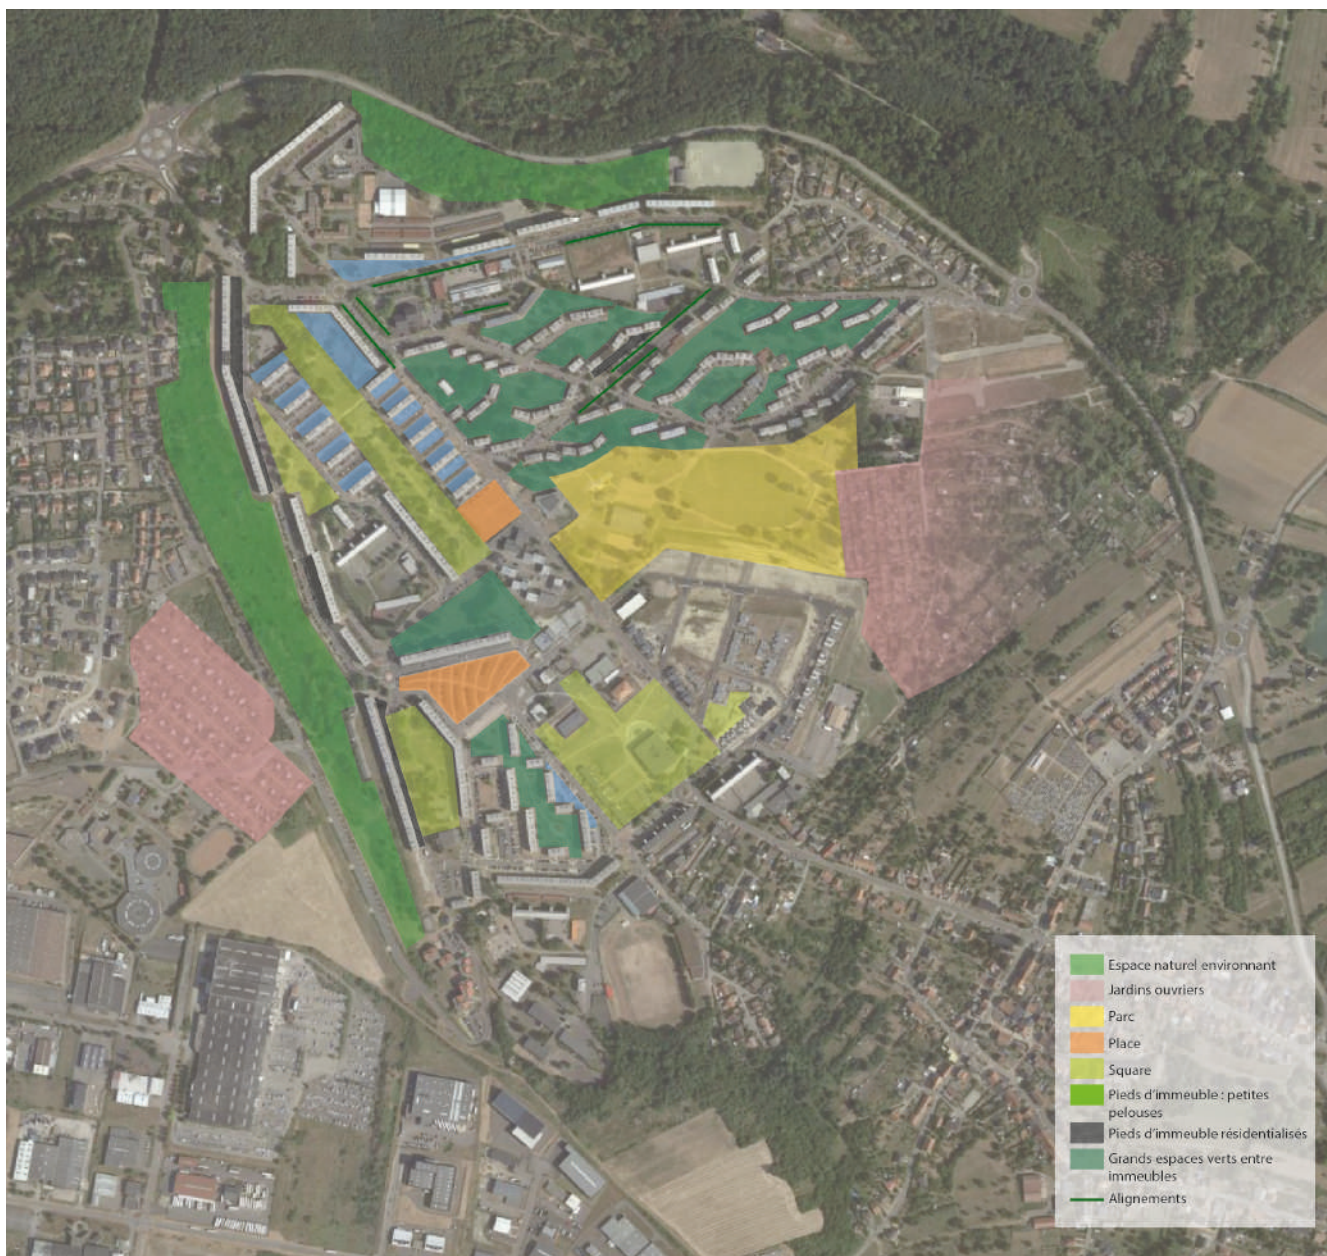 Espace naturel environnant
Jardins ouvriers
Parc
Place
Square
Pieds d'immeuble : petites
pelouses
Pieds d'immeuble résidentialisés
Grands espaces verts entre
immeubles
Alignements